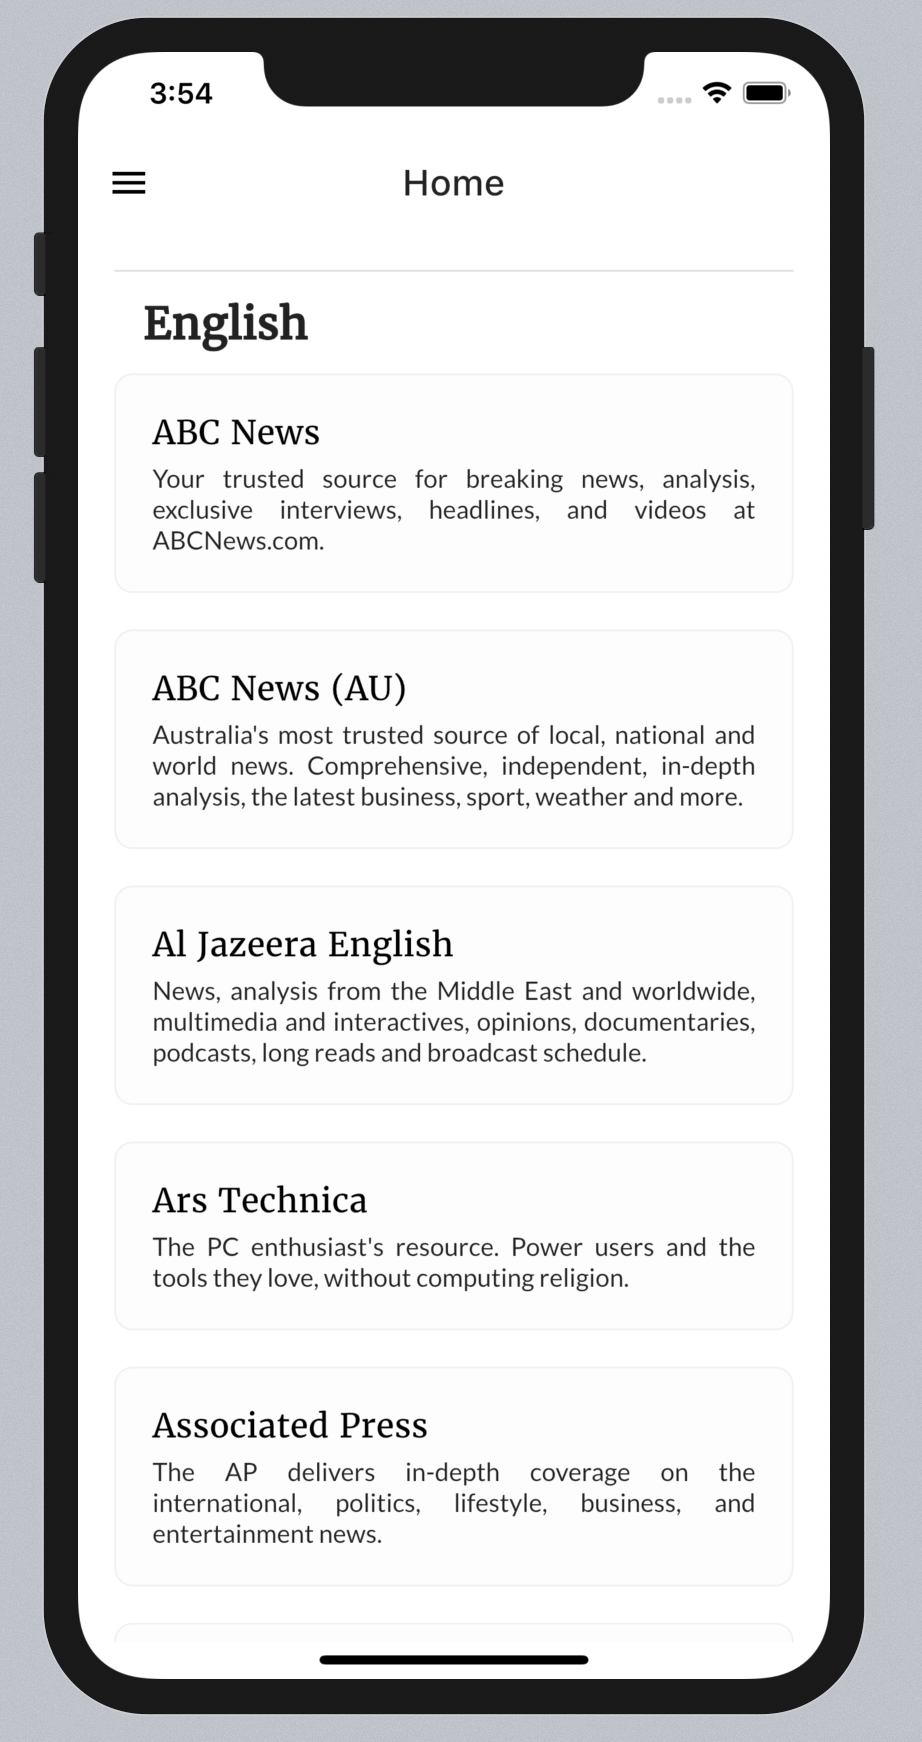 3:54
Home
English
ABC News
Your trusted source for breaking news, analysis,
exclusive interviews, headlines, and videos at
ABCNews.com.
ABC News (AU)
Australia's most trusted source of local, national and
world news. Comprehensive, independent, in-depth
analysis, the latest business, sport, weather and more.
Al Jazeera English
News, analysis from the Middle East and worldwide,
multimedia and interactives, opinions, documentaries,
podcasts, long reads and broadcast schedule.
Ars Technica
The PC enthusiast's resource. Power users and the
tools they love, without computing religion.
Associated Press
The AP delivers in-depth coverage on the
international, politics, lifestyle, business, and
entertainment news.